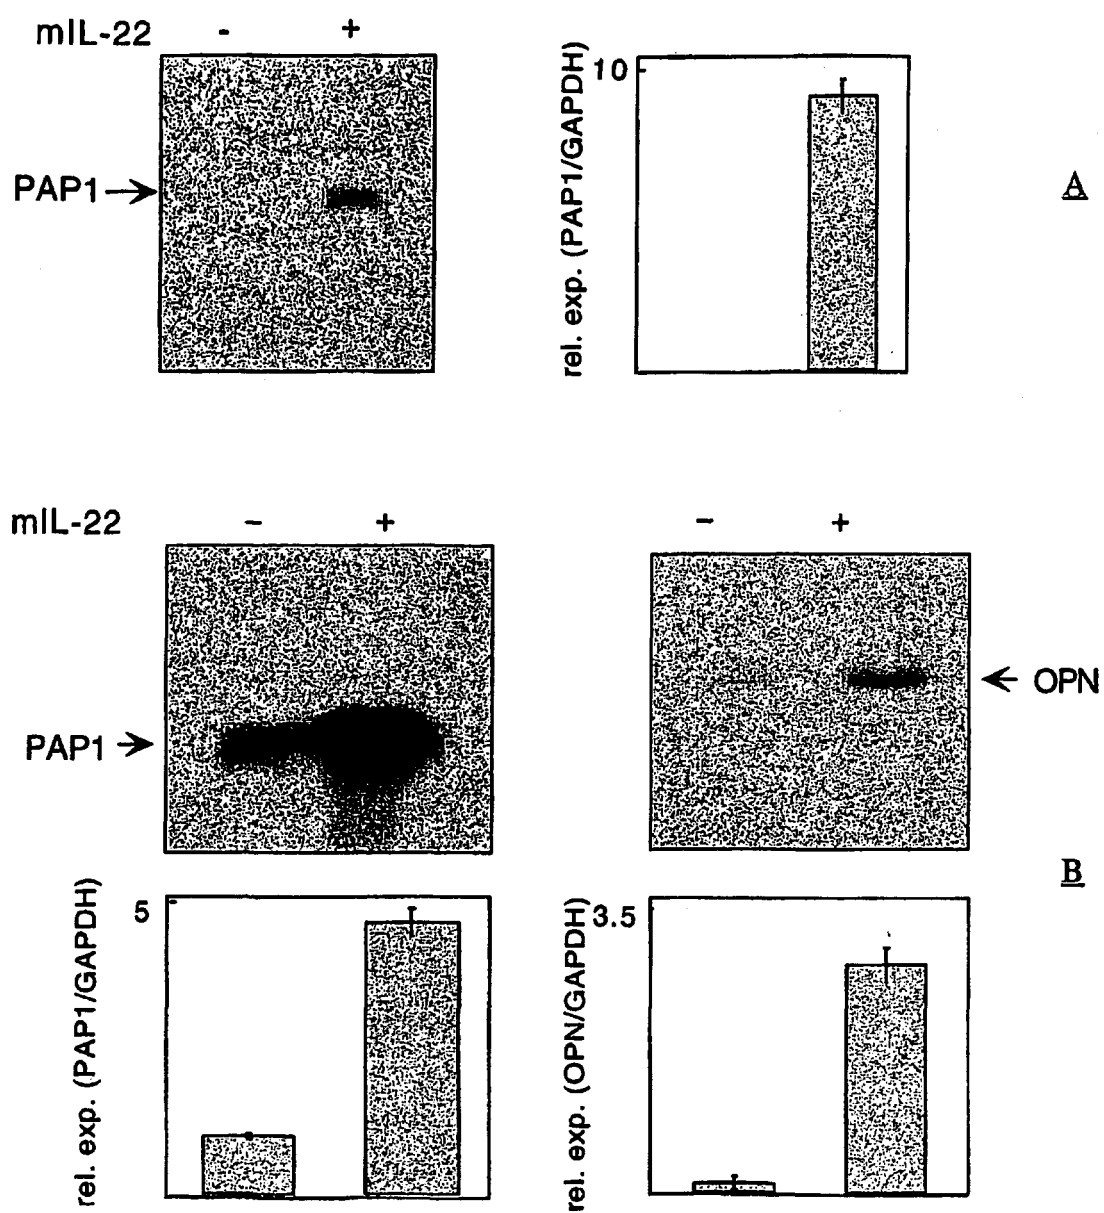 mIL-22 - +
PAP1
10
rel. exp. (PAP1/GAPDH)
A
mIL-22 - +
PAP1
- +
OPN
B
5
rel. exp. (PAP1/GAPDH)
3.5
rel. exp. (OPN/GAPDH)